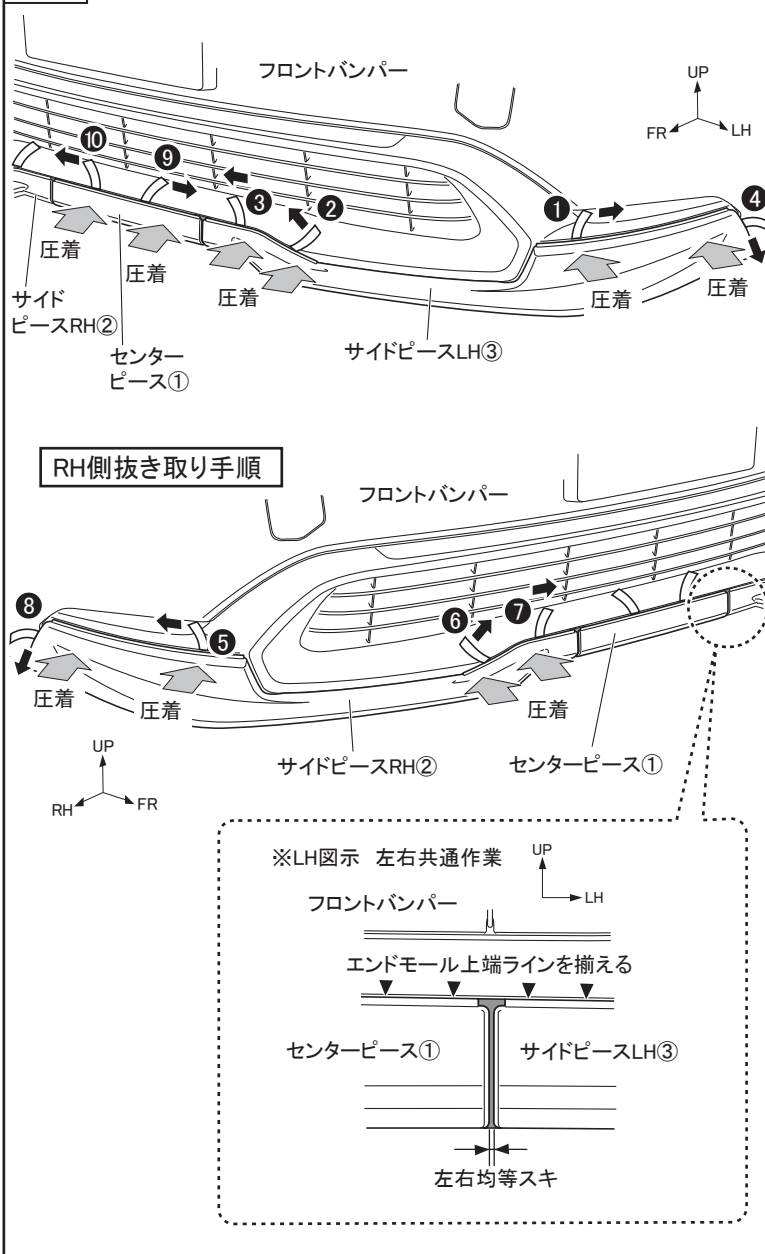 フロントバンパー
UP
FR
LH
❿
❾
❸
❷
❶
❹
圧着
圧着
圧着
圧着
圧着
サイド
ピースRH②
センター
ピース①
サイドピースLH③
RH側抜き取り手順
フロントバンパー
❽
❺
❻
❼
圧着
圧着
圧着
UP
RH
FR
サイドピースRH②
センターピース①
※LH図示 左右共通作業
UP
LH
フロントバンパー
エンドモール上端ラインを揃える
センターピース①
サイドピースLH③
左右均等スキ